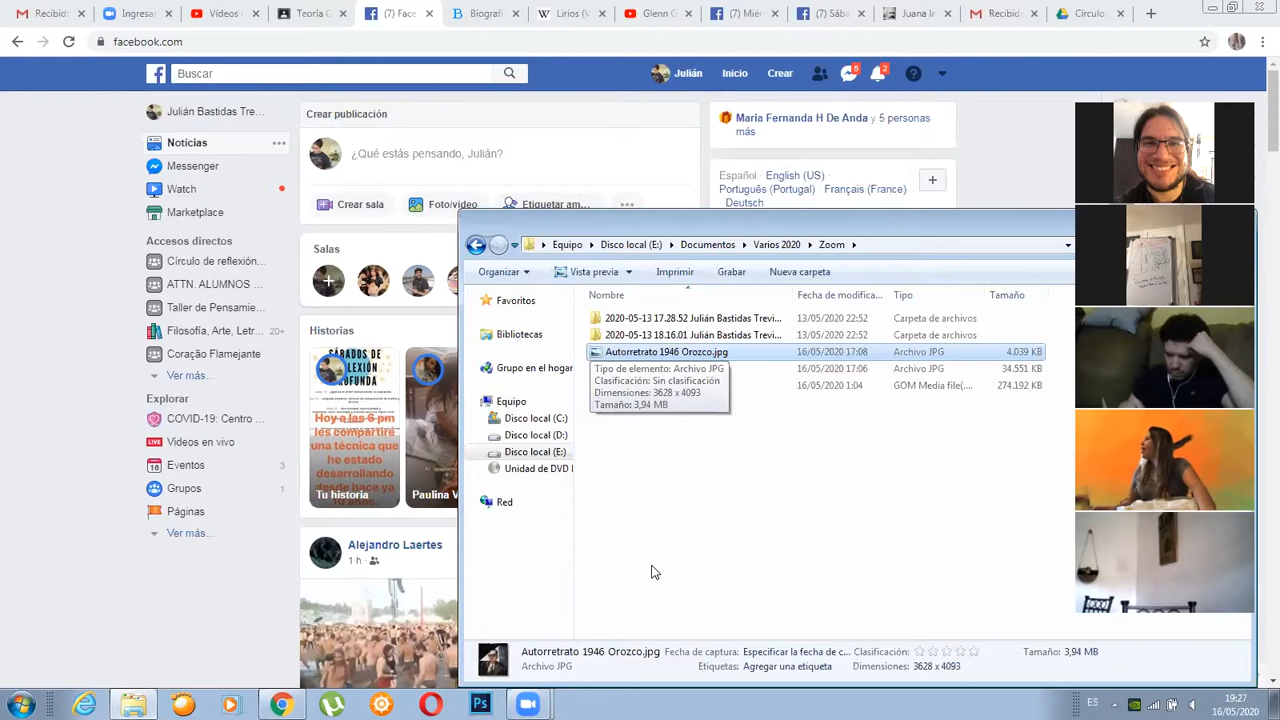 Recibid
Ingresa
Vídeos
Teoría C
(7) Face
Biografi
Lirios (V
Glenn G
(7) Miér
(7) Sába
Juana In
Recibid
Círculo
facebook.com
Buscar
Julián
Inicio
Crear
6
2
Julián Bastidas Tre...
Noticias
Messenger
Watch
Marketplace
Accesos directos
Círculo de reflexión...
ATTN. ALUMNOS ...
Taller de Pensamie...
Filosofía, Arte, Letr... 20+
Coração Flamejante
Ver más...
Explorar
COVID-19: Centro
Videos en vivo
Eventos 3
Grupos 1
Páginas
Ver más...
Crear publicación
¿Qué estás pensando, Julián?
Crear sala
Foto/video
Etiquetar am...
Salas
Historias
SÁBADOS DE
REFLEXIÓN
PROFUNDA
Hoy a las 6 pm
les compartiré
una técnica que
he estado
desarrollando
desde hace ya
10 años.
Tu historia
Paulina V
Alejandro Laertes
1 h
Maria Fernanda H De Anda y 5 personas
más
Español · English (US) ·
Português (Portugal) · Français (France) ·
Deutsch
Equipo
Disco local (E:)
Documentos
Varios 2020
Zoom
Organizar
Vista previa
Imprimir
Grabar
Nueva carpeta
Favoritos
Bibliotecas
Grupo en el hogar
Equipo
Disco local (C:)
Disco local (D:)
Disco local (E:)
Unidad de DVD
Red
Nombre Fecha de modifica... Tipo Tamaño
2020-05-13 17.28.52 Julián Bastidas Trevi... 13/05/2020 22:52 Carpeta de archivos
2020-05-13 18.16.01 Julián Bastidas Trevi... 13/05/2020 22:52 Carpeta de archivos
Autorretrato 1946 Orozco.jpg 16/05/2020 17:08 Archivo JPG 4.039 KB
16/05/2020 17:06 Archivo JPG 34.551 KB
16/05/2020 1:04 GOM Media file(....
Tipo de elemento: Archivo JPG
Clasificación: Sin clasificación
Dimensiones: 3628 x 4093
Tamaño: 3,94 MB
Autorretrato 1946 Orozco.jpg Fecha de captura: Especificar la fecha de c... Clasificación: Tamaño: 3,94 MB
Archivo JPG Etiquetas: Agregar una etiqueta Dimensiones: 3628 x 4093
Ps
ES
19:27
16/05/2020